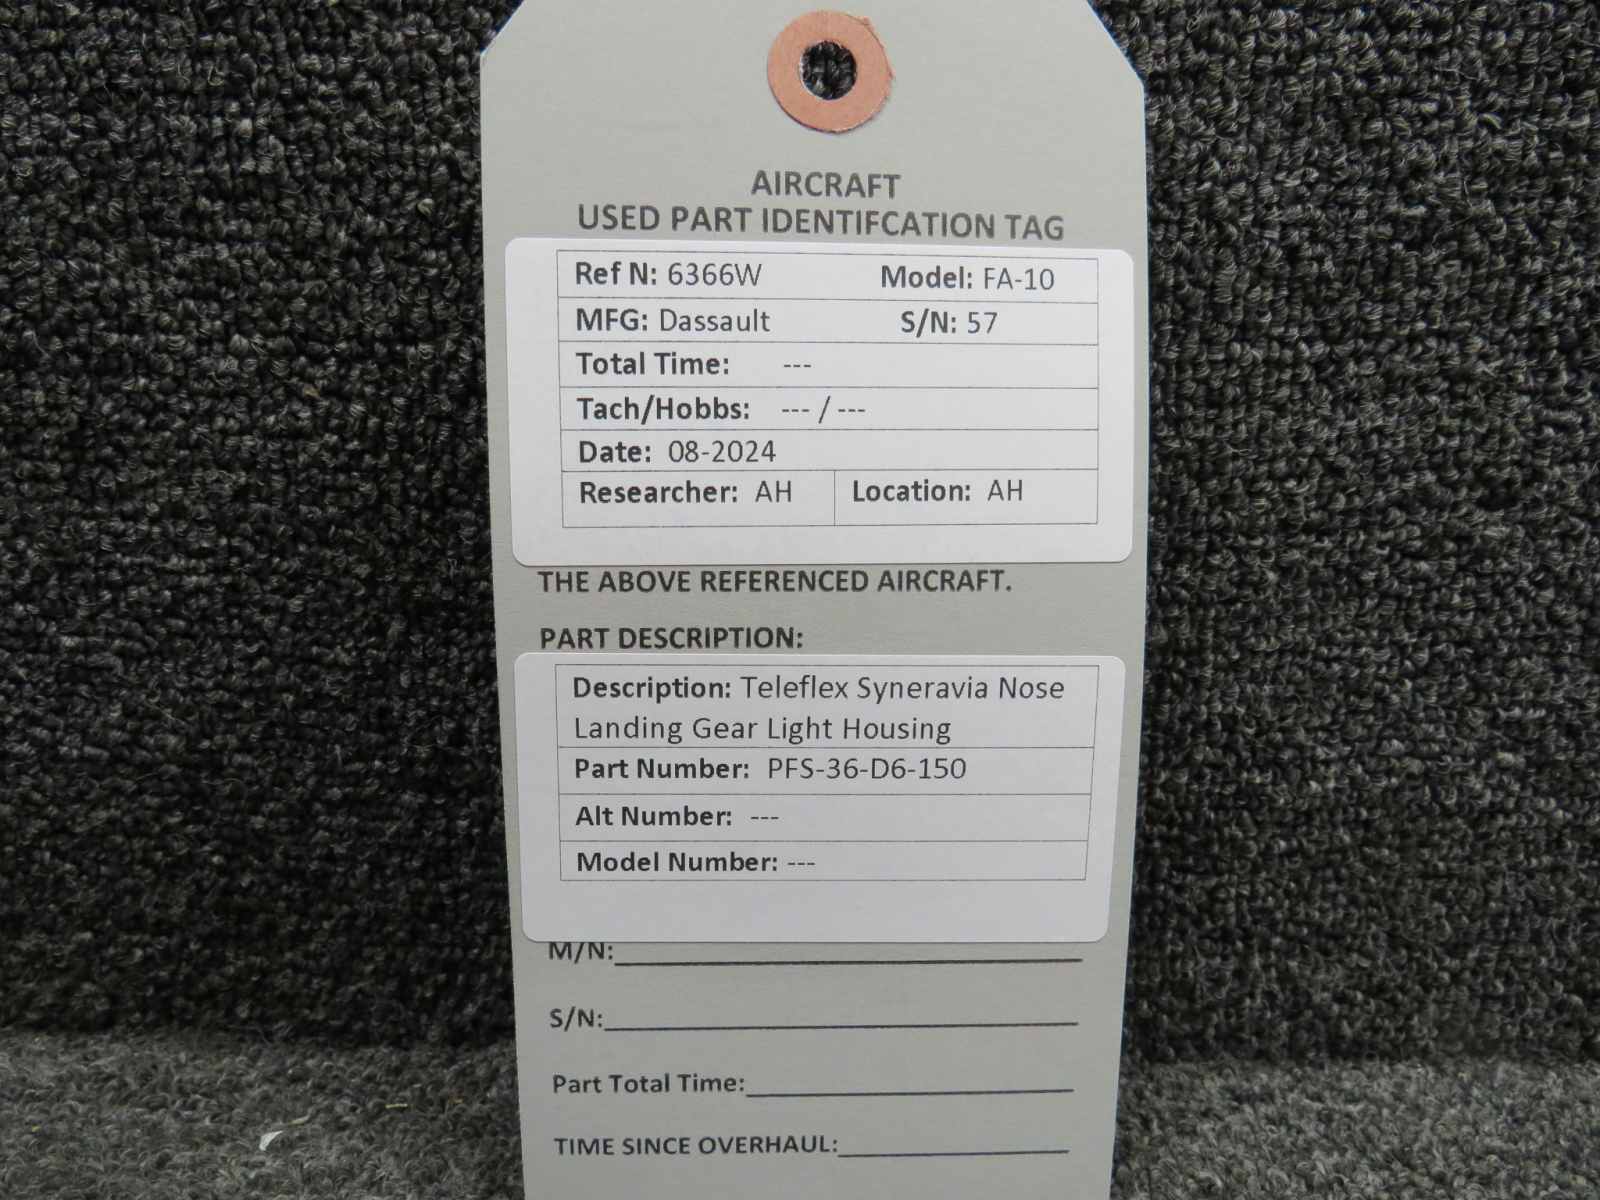 AIRCRAFT
USED PART IDENTIFCATION TAG
Ref N: 6366W Model: FA-10
MFG: Dassault S/N: 57
Total Time: ---
Tach/Hobbs: --- / ---
Date: 08-2024
Researcher: AH Location: AH
THE ABOVE REFERENCED AIRCRAFT.
PART DESCRIPTION:
Description: Teleflex Syneravia Nose
Landing Gear Light Housing
Part Number: PFS-36-D6-150
Alt Number: ---
Model Number: ---
M/N:
S/N:
Part Total Time:
TIME SINCE OVERHAUL: